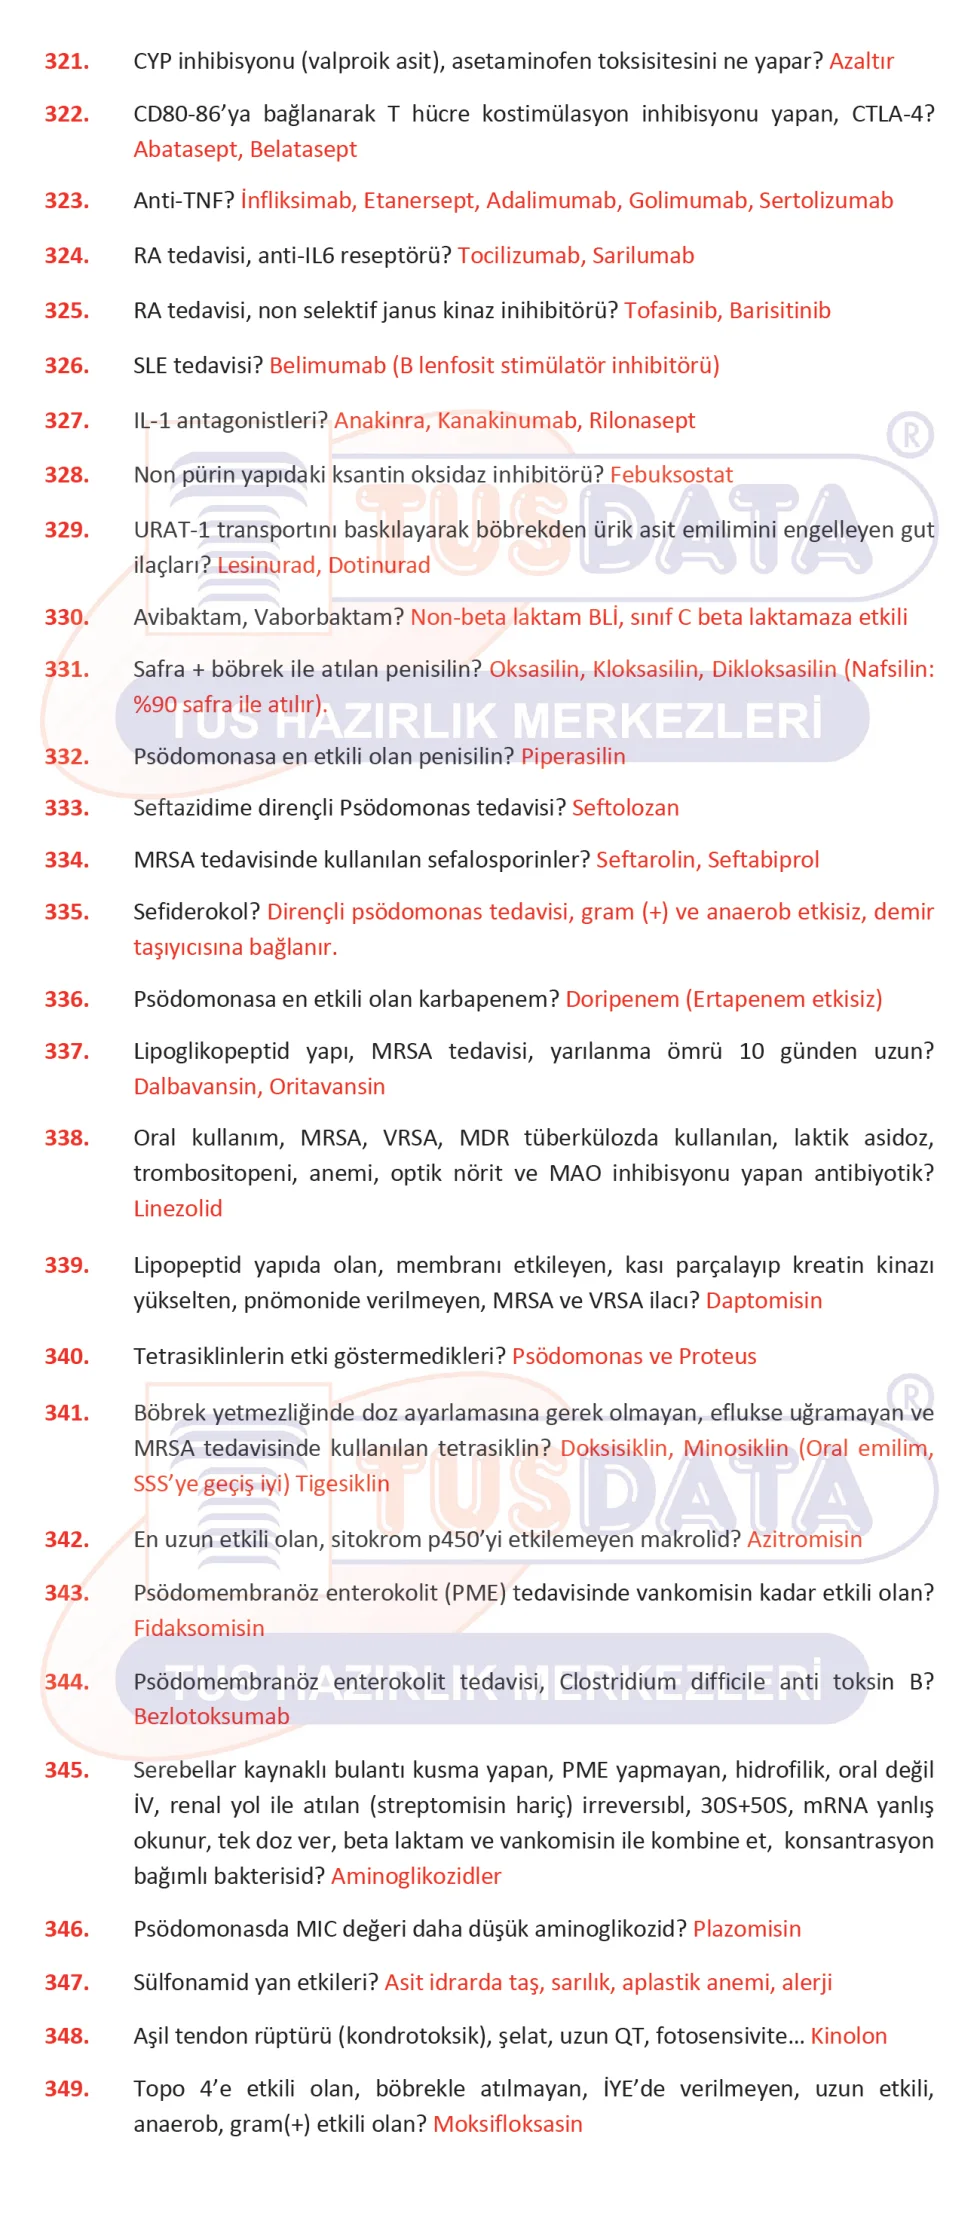 321. CYP inhibisyonu (valproik asit), asetaminofen toksisitesini ne yapar? Azaltır
322. CD80-86’ya bağlanarak T hücre kostimülasyon inhibisyonu yapan, CTLA-4?
Abatasept, Belatasept
323. Anti-TNF? İnfliksimab, Etanersept, Adalimumab, Golimumab, Sertolizumab
324. RA tedavisi, anti-IL6 reseptörü? Tocilizumab, Sarilumab
325. RA tedavisi, non selektif janus kinaz inihibitörü? Tofasinib, Barisitinib
326. SLE tedavisi? Belimumab (B lenfosit stimülatör inhibitörü)
327. IL-1 antagonistleri? Anakinra, Kanakinumab, Rilonasept
®
328. Non pürin yapıdaki ksantin oksidaz inhibitörü? Febuksostat
TUSDATA
329. URAT-1 transportını baskılayarak böbrekden ürik asit emilimini engelleyen gut
ilaçları? Lesinurad, Dotinurad
330. Avibaktam, Vaborbaktam? Non-beta laktam BLİ, sınıf C beta laktamaza etkili
331. Safra + böbrek ile atılan penisilin? Oksasilin, Kloksasilin, Dikloksasilin (Nafsilin:
%90 safra ile atılır).
TUS HAZIRLIK MERKEZLERİ
332. Psödomonasa en etkili olan penisilin? Piperasilin
333. Seftazidime dirençli Psödomonas tedavisi? Seftolozan
334. MRSA tedavisinde kullanılan sefalosporinler? Seftarolin, Seftabiprol
335. Sefiderokol? Dirençli psödomonas tedavisi, gram (+) ve anaerob etkisiz, demir
taşıyıcısına bağlanır.
336. Psödomonasa en etkili olan karbapenem? Doripenem (Ertapenem etkisiz)
337. Lipoglikopeptid yapı, MRSA tedavisi, yarılanma ömrü 10 günden uzun?
Dalbavansin, Oritavansin
338. Oral kullanım, MRSA, VRSA, MDR tüberkülozda kullanılan, laktik asidoz,
trombositopeni, anemi, optik nörit ve MAO inhibisyonu yapan antibiyotik?
Linezolid
339. Lipopeptid yapıda olan, membranı etkileyen, kası parçalayıp kreatin kinazı
yükselten, pnömonide verilmeyen, MRSA ve VRSA ilacı? Daptomisin
340. Tetrasiklinlerin etki göstermedikleri? Psödomonas ve Proteus
®
341. Böbrek yetmezliğinde doz ayarlamasına gerek olmayan, eflukse uğramayan ve
MRSA tedavisinde kullanılan tetrasiklin? Doksisiklin, Minosiklin (Oral emilim,
SSS’ye geçiş iyi) Tigesiklin
TUSDATA
342. En uzun etkili olan, sitokrom p450’yi etkilemeyen makrolid? Azitromisin
343. Psödomembranöz enterokolit (PME) tedavisinde vankomisin kadar etkili olan?
Fidaksomisin
344. Psödomembranöz enterokolit tedavisi, Clostridium difficile anti toksin B?
Bezlotoksumab
TUS HAZIRLIK MERKEZLERİ
345. Serebellar kaynaklı bulantı kusma yapan, PME yapmayan, hidrofilik, oral değil
İV, renal yol ile atılan (streptomisin hariç) irreversıbl, 30S+50S, mRNA yanlış
okunur, tek doz ver, beta laktam ve vankomisin ile kombine et, konsantrasyon
bağımlı bakterisid? Aminoglikozidler
346. Psödomonasda MIC değeri daha düşük aminoglikozid? Plazomisin
347. Sülfonamid yan etkileri? Asit idrarda taş, sarılık, aplastik anemi, alerji
348. Aşil tendon rüptürü (kondrotoksik), şelat, uzun QT, fotosensivite... Kinolon
349. Topo 4’e etkili olan, böbrekle atılmayan, İYE’de verilmeyen, uzun etkili,
anaerob, gram(+) etkili olan? Moksifloksasin